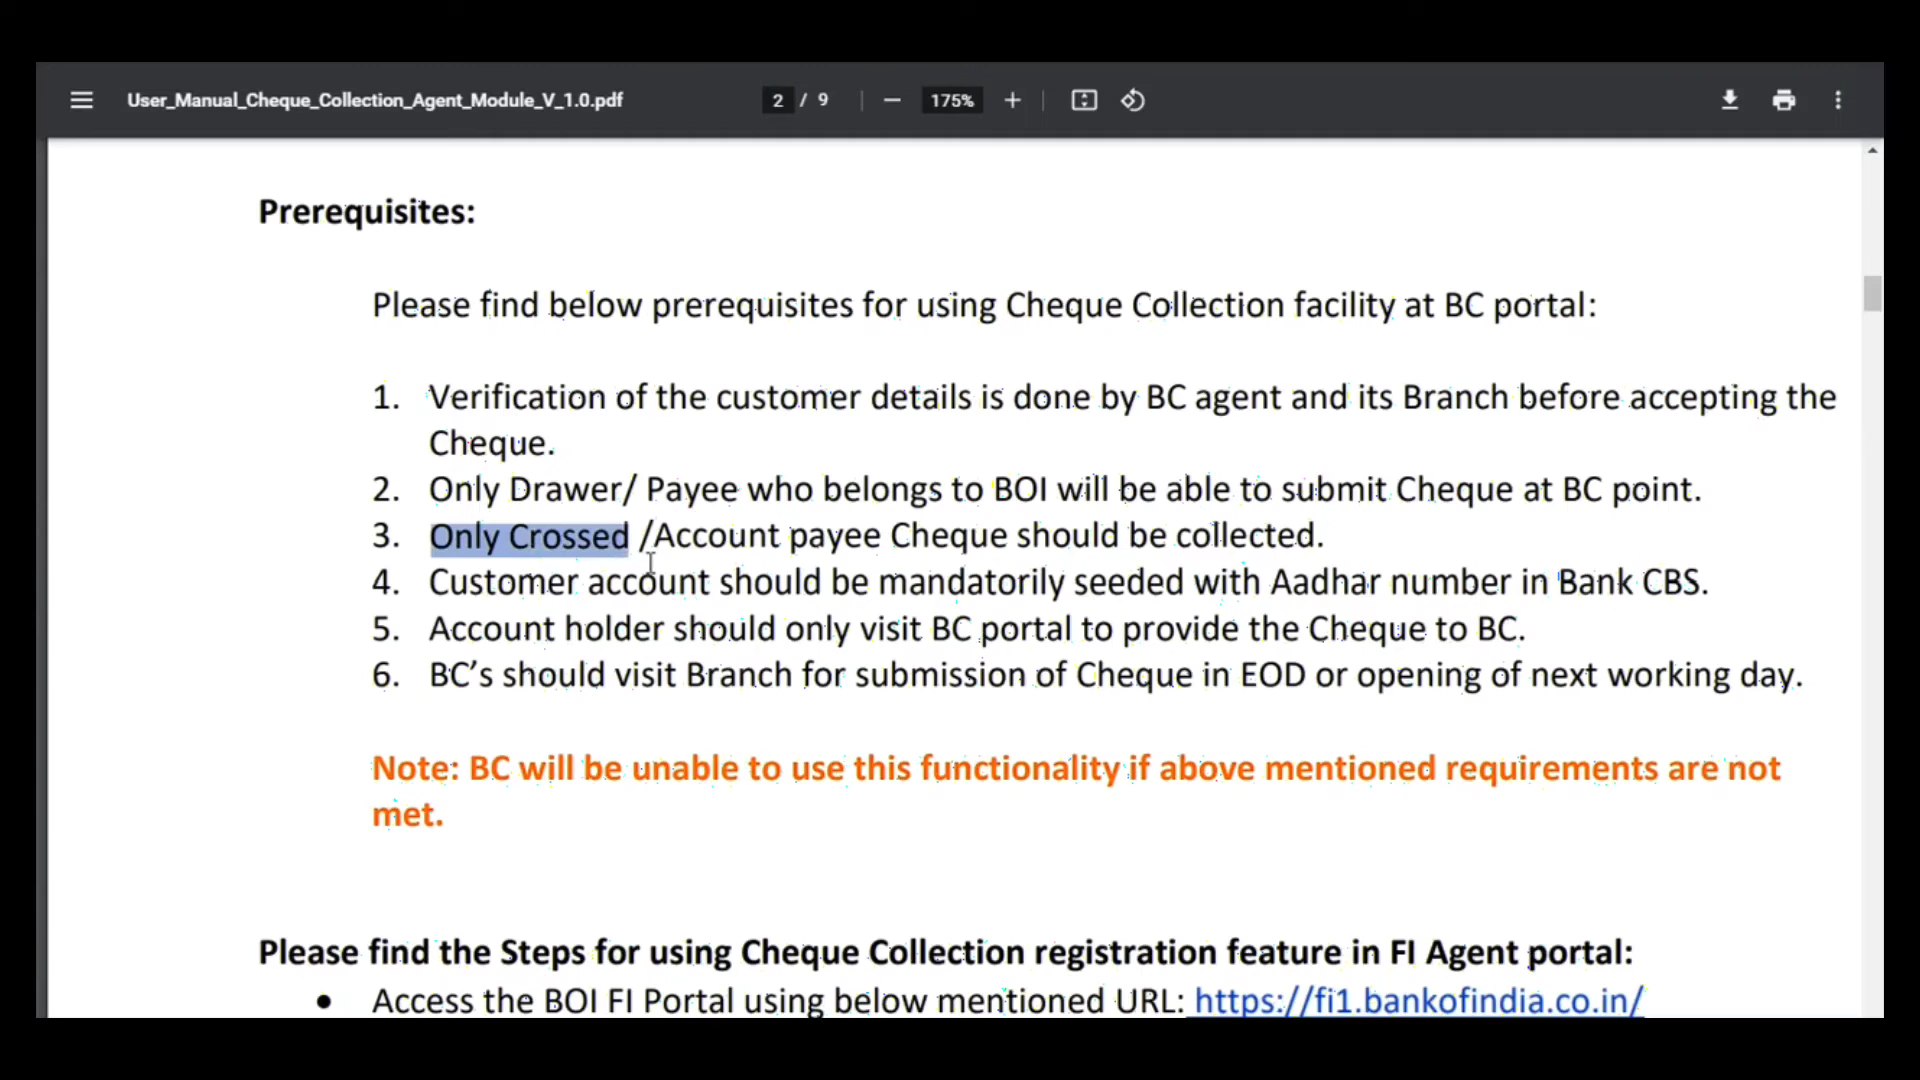 User_Manual_Cheque_Collection_Agent_Module_V_1.0.pdf 2 / 9 175%
Prerequisites:
Please find below prerequisites for using Cheque Collection facility at BC portal:
1. Verification of the customer details is done by BC agent and its Branch before accepting the
Cheque.
2. Only Drawer/ Payee who belongs to BOI will be able to submit Cheque at BC point.
3. Only Crossed /Account payee Cheque should be collected.
4. Customer account should be mandatorily seeded with Aadhar number in Bank CBS.
5. Account holder should only visit BC portal to provide the Cheque to BC.
6. BC’s should visit Branch for submission of Cheque in EOD or opening of next working day.
Note: BC will be unable to use this functionality if above mentioned requirements are not
met.
Please find the Steps for using Cheque Collection registration feature in FI Agent portal:
• Access the BOI FI Portal using below mentioned URL: https://fi1.bankofindia.co.in/